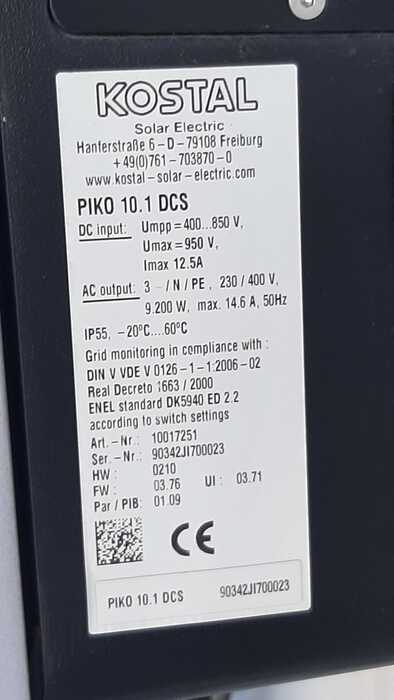 KOSTAL
Solar Electric
Hanferstraße 6 - D - 79108 Freiburg
+49(0)761 - 703870 - 0
www.kostal-solar-electric.com
PIKO 10.1 DCS
DC input: Umpp = 400...850 V,
Umax = 950 V,
Imax 12.5A
AC output: 3 ~/ N / PE, 230 / 400 V,
9.200 W, max. 14.6 A, 50Hz
IP55, -20°C....60°C
Grid monitoring in compliance with :
DIN V VDE V 0126-1-1:2006-02
Real Decreto 1663 / 2000
ENEL standard DK5940 ED 2.2
according to switch settings
Art.-Nr.: 10017251
Ser.-Nr.: 90342JI700023
HW : 0210
FW : 03.76 UI : 03.71
Par / PIB: 01.09
CE
PIKO 10.1 DCS 90342JI700023